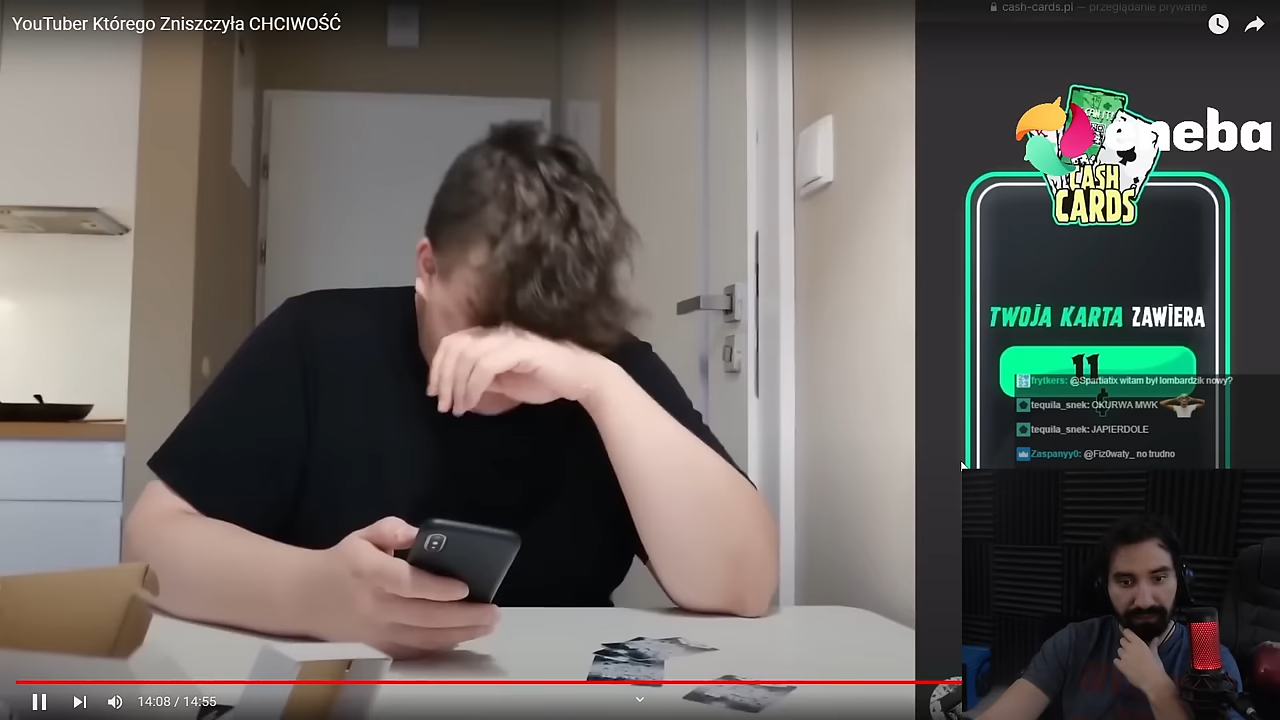 YouTuber Którego Zniszczyła CHCIWOŚĆ
cash-cards.pl — przeglądanie prywatne
eneba
CASH
CARDS
TWOJA KARTA ZAWIERA
11
frytkers: @Spartiatix witam był lombardzik nowy?
tequila_snek: OKURWA MWK
tequila_snek: JAPIERDOLE
Zaspanyy0: @Fiz0waty_ no trudno
14:08 / 14:55